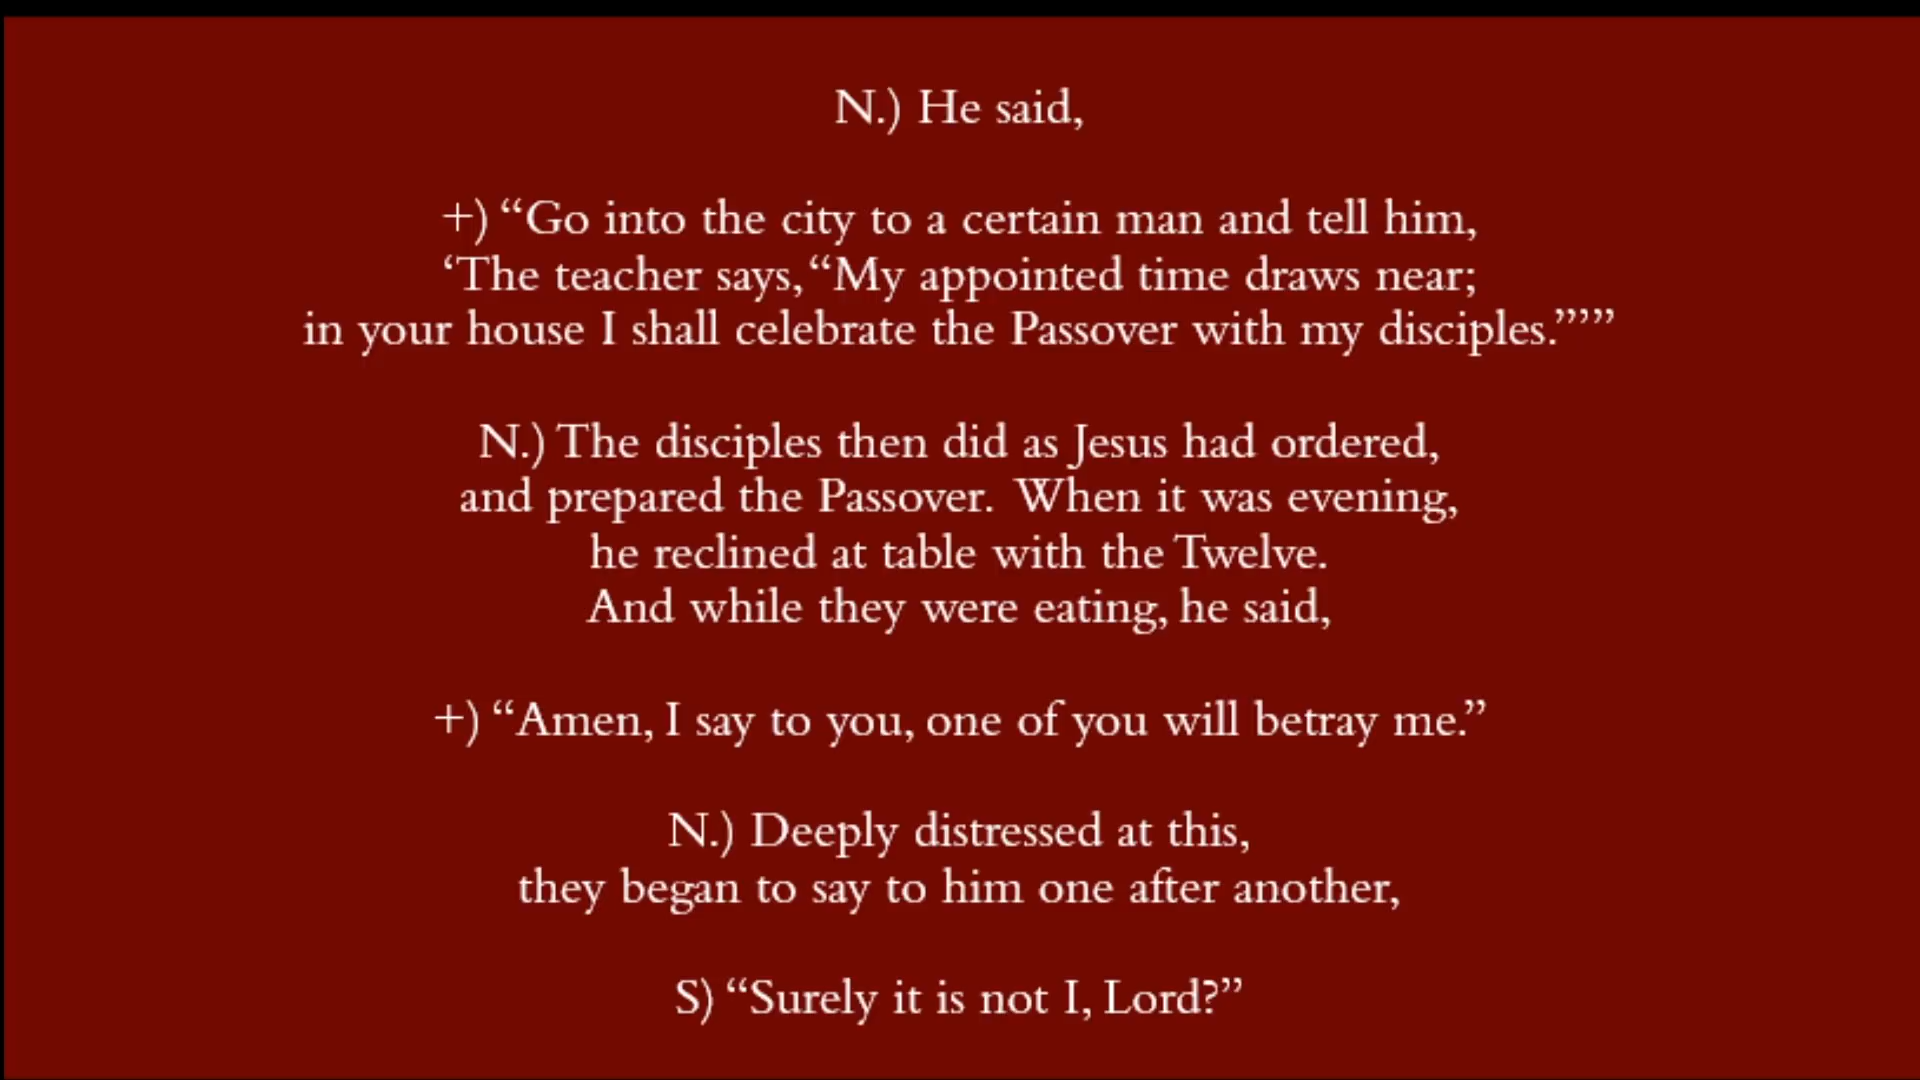 N.) He said,
+) “Go into the city to a certain man and tell him,
‘The teacher says, “My appointed time draws near;
in your house I shall celebrate the Passover with my disciples.”’”
N.) The disciples then did as Jesus had ordered,
and prepared the Passover. When it was evening,
he reclined at table with the Twelve.
And while they were eating, he said,
+) “Amen, I say to you, one of you will betray me.”
N.) Deeply distressed at this,
they began to say to him one after another,
S) “Surely it is not I, Lord?”